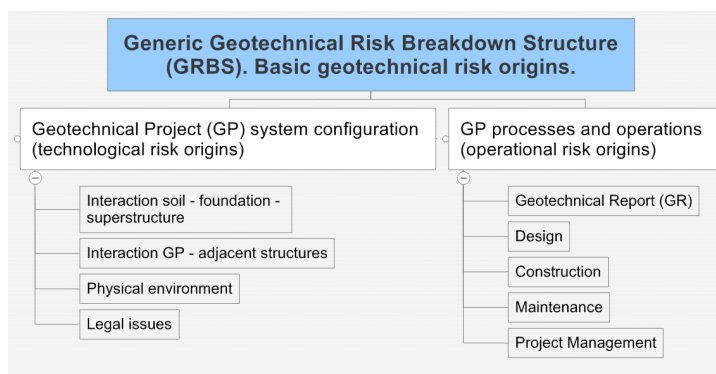 Generic Geotechnical Risk Breakdown Structure
(GRBS). Basic geotechnical risk origins.
Geotechnical Project (GP) system configuration
(technological risk origins)
Interaction soil - foundation -
superstructure
Interaction GP - adjacent structures
Physical environment
Legal issues
GP processes and operations
(operational risk origins)
Geotechnical Report (GR)
Design
Construction
Maintenance
Project Management